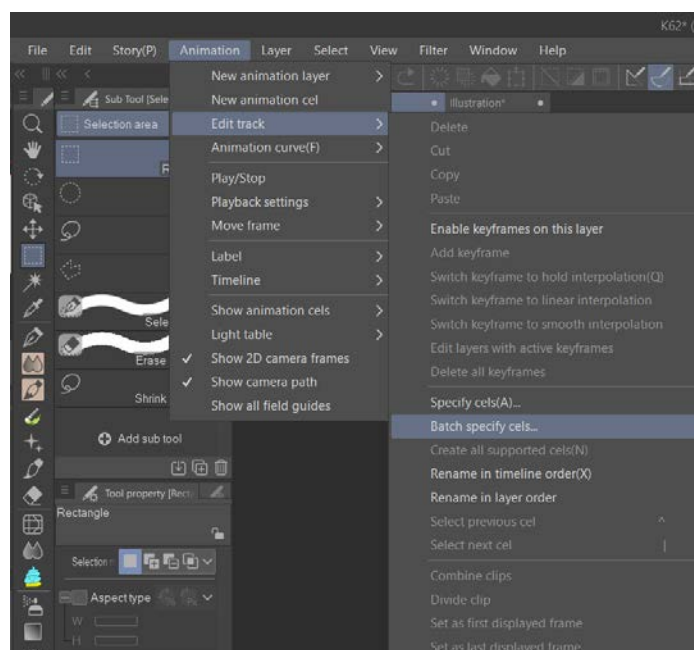 K62* (
File Edit Story(P) Animation Layer Select View Filter Window Help
Sub Tool [Sele
Selection area
R
Sele
Erase
Shrink
Add sub tool
Tool property [Rect
Rectangle
Selection
Aspect type
W
H
New animation layer
New animation cel
Edit track
Animation curve(F)
Play/Stop
Playback settings
Move frame
Label
Timeline
Show animation cels
Light table
Show 2D camera frames
Show camera path
Show all field guides
Illustration*
Delete
Cut
Copy
Paste
Enable keyframes on this layer
Add keyframe
Switch keyframe to hold interpolation(Q)
Switch keyframe to linear interpolation
Switch keyframe to smooth interpolation
Edit layers with active keyframes
Delete all keyframes
Specify cels(A)...
Batch specify cels...
Create all supported cels(N)
Rename in timeline order(X)
Rename in layer order
Select previous cel ^
Select next cel |
Combine clips
Divide clip
Set as first displayed frame
Set as last displayed frame